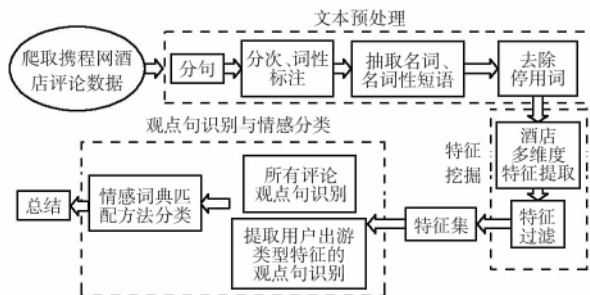 文本预处理
爬取携程网酒
店评论数据
分句
分次、词性
标注
抽取名词、
名词性短语
去除
停用词
观点句识别与情感分类
特征
挖掘
酒店
多维度
特征提取
特征
过滤
特征集
所有评论
观点句识别
提取用户出游
类型特征的
观点句识别
情感词典匹
配方法分类
总结